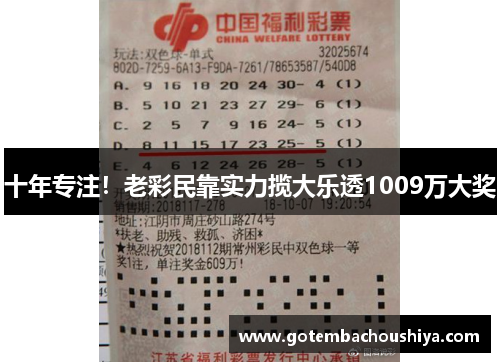 中国福利彩票
CHINA WELFARE LOTTERY
玩法:双色球-单式 32025674
802D-7259-6A13-F9DA-7261/78653587/540D8
A. 9 16 18 20 24 30- 4 (1)
B. 5 10 21 23 27 29- 6 (1)
C. 2 5 7 9 16 24- 5 (1)
D. 8 11 15 17 23 25- 5 (1)
十年专注！老彩民靠实力揽大乐透1009万大奖
销售期:2018117-278 18-10-07 19:20:54
地址:江阴市周庄砂山路274号
*扶老、助残、救孤、济困*
★热烈祝贺2018112期常州彩民中双色球一等
奖1注，单注奖金609万!
www.gotembachoushiya.com
江苏省福利彩票发行中心承销